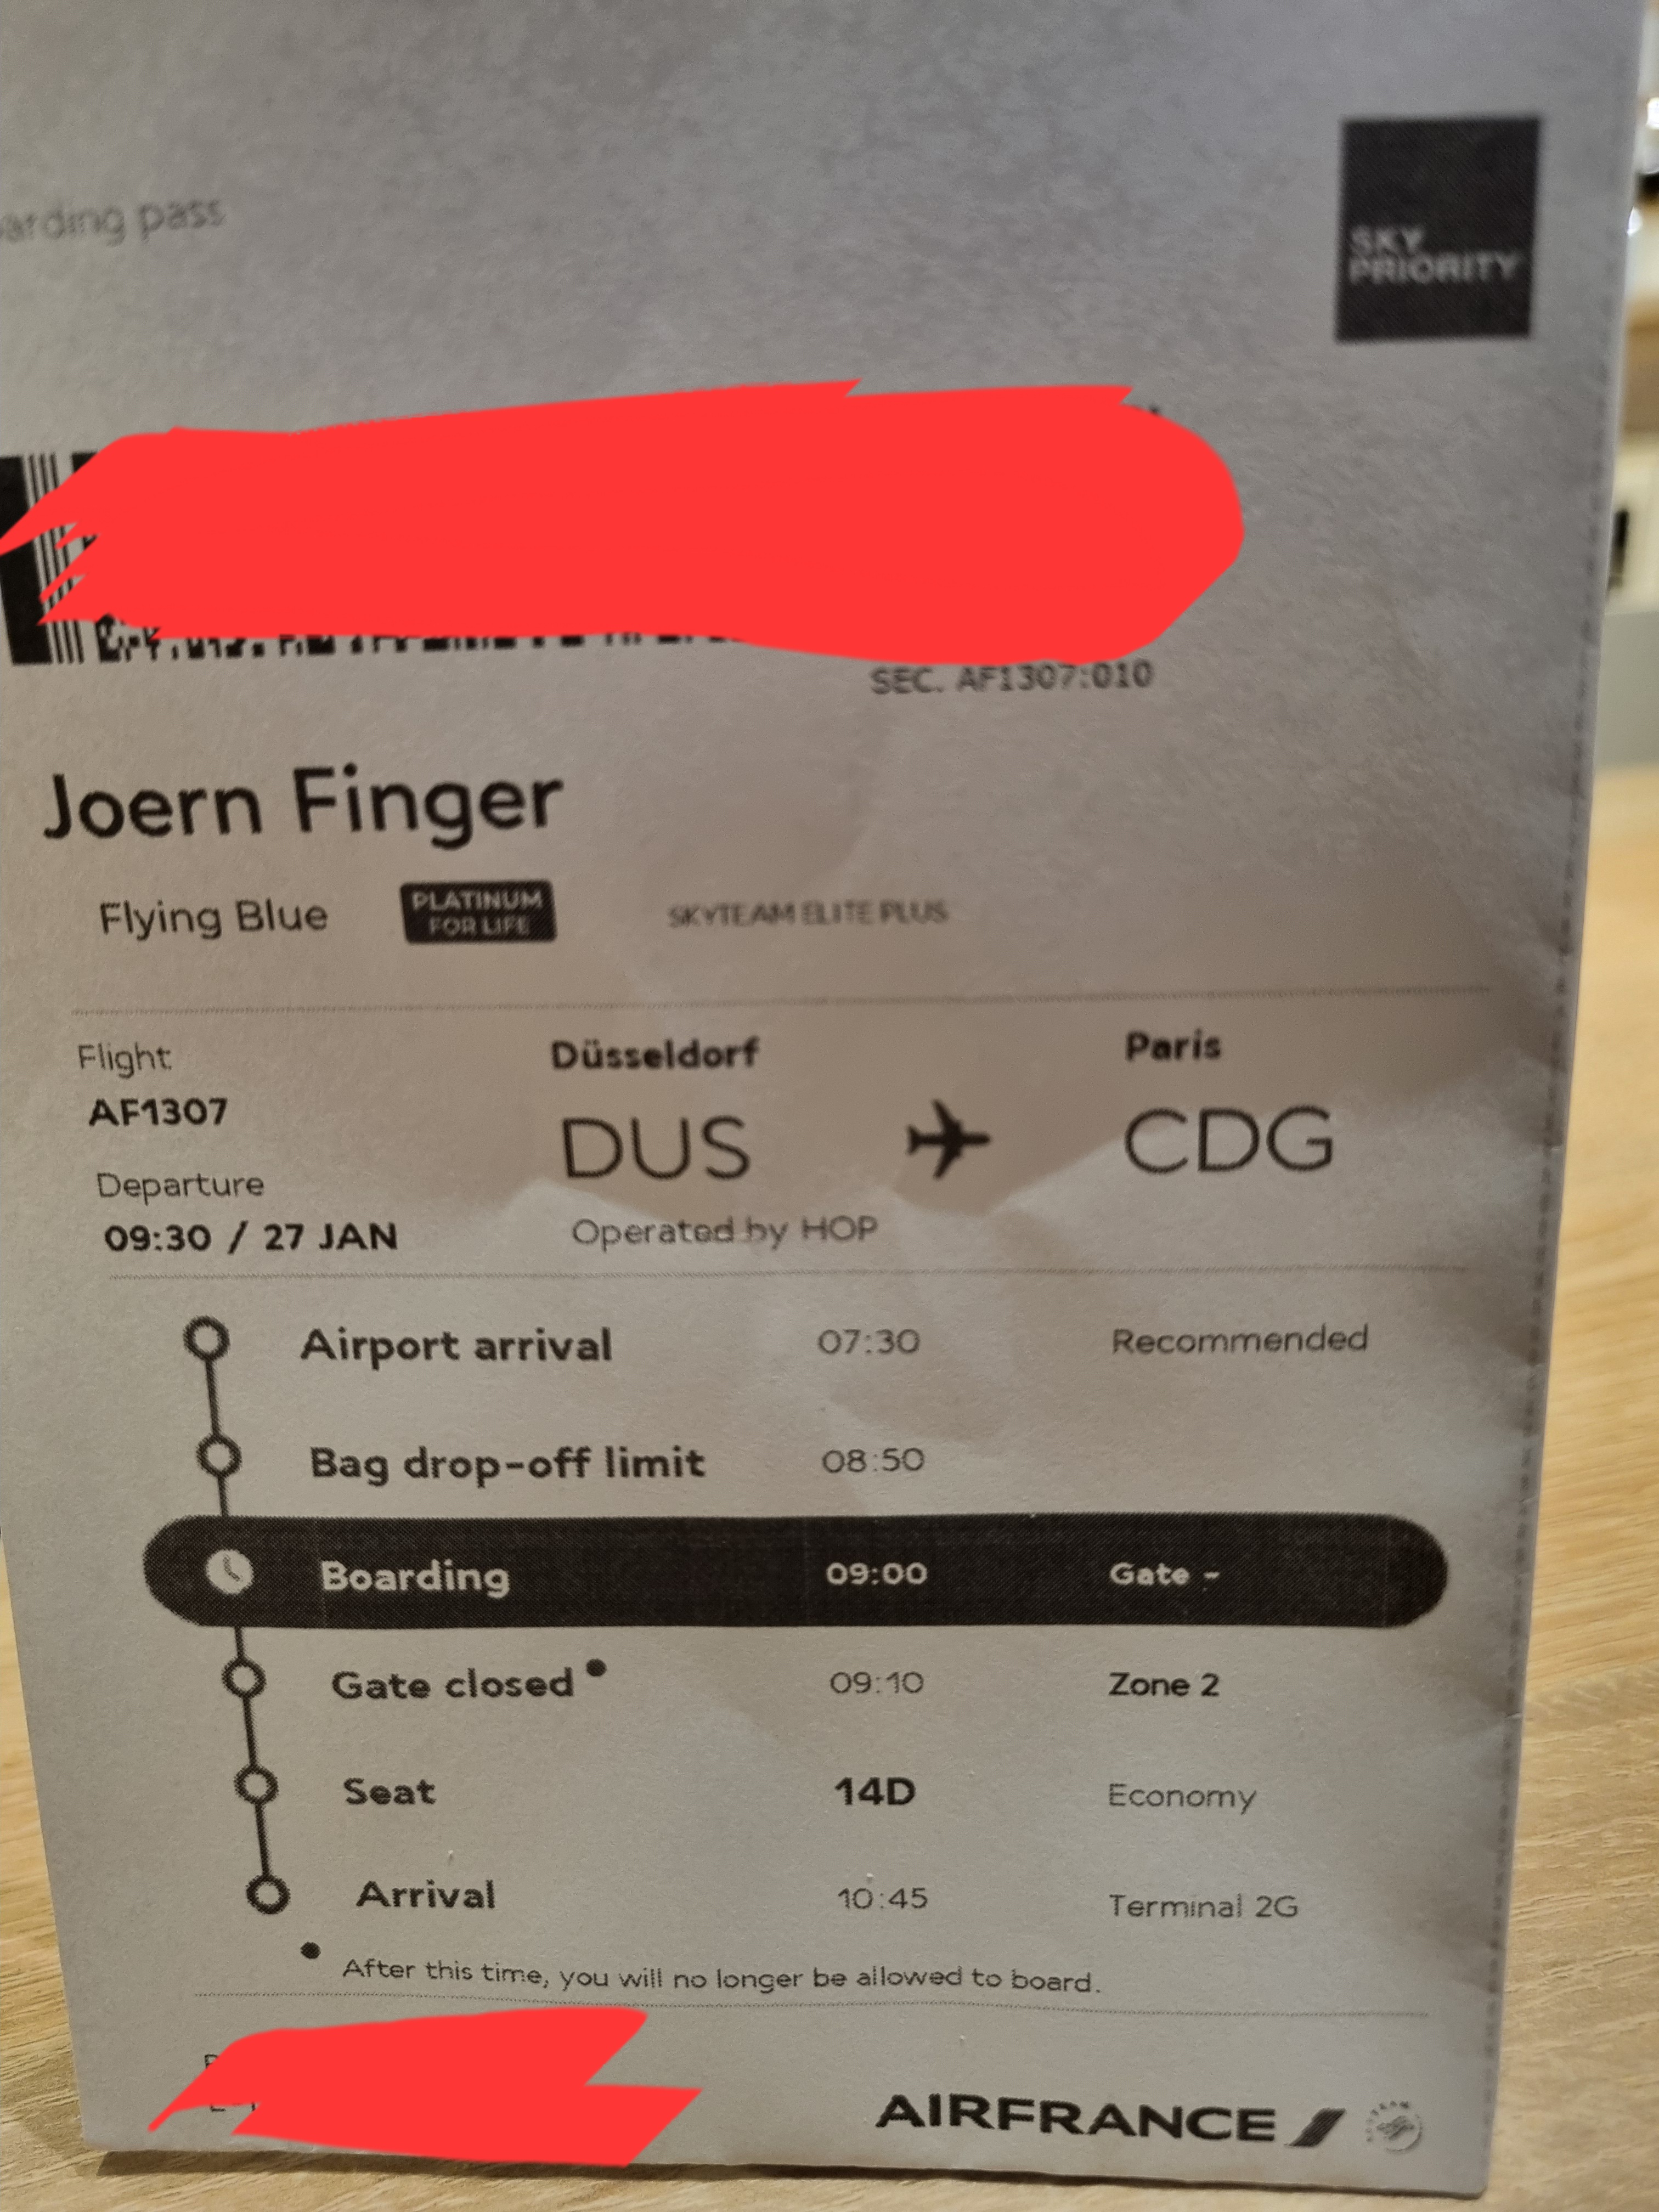 arding pass
SKY
PRIORITY
SEC. AF1307:010
Joern Finger
Flying Blue
PLATINUM
FOR LIFE
SKYTEAM ELITE PLUS
Flight
AF1307
Düsseldorf
DUS
Paris
CDG
Departure
09:30 / 27 JAN
Operated by HOP
Airport arrival 07:30 Recommended
Bag drop-off limit 08:50
Boarding 09:00 Gate -
Gate closed • 09:10 Zone 2
Seat 14D Economy
Arrival 10:45 Terminal 2G
• After this time, you will no longer be allowed to board.
AIRFRANCE